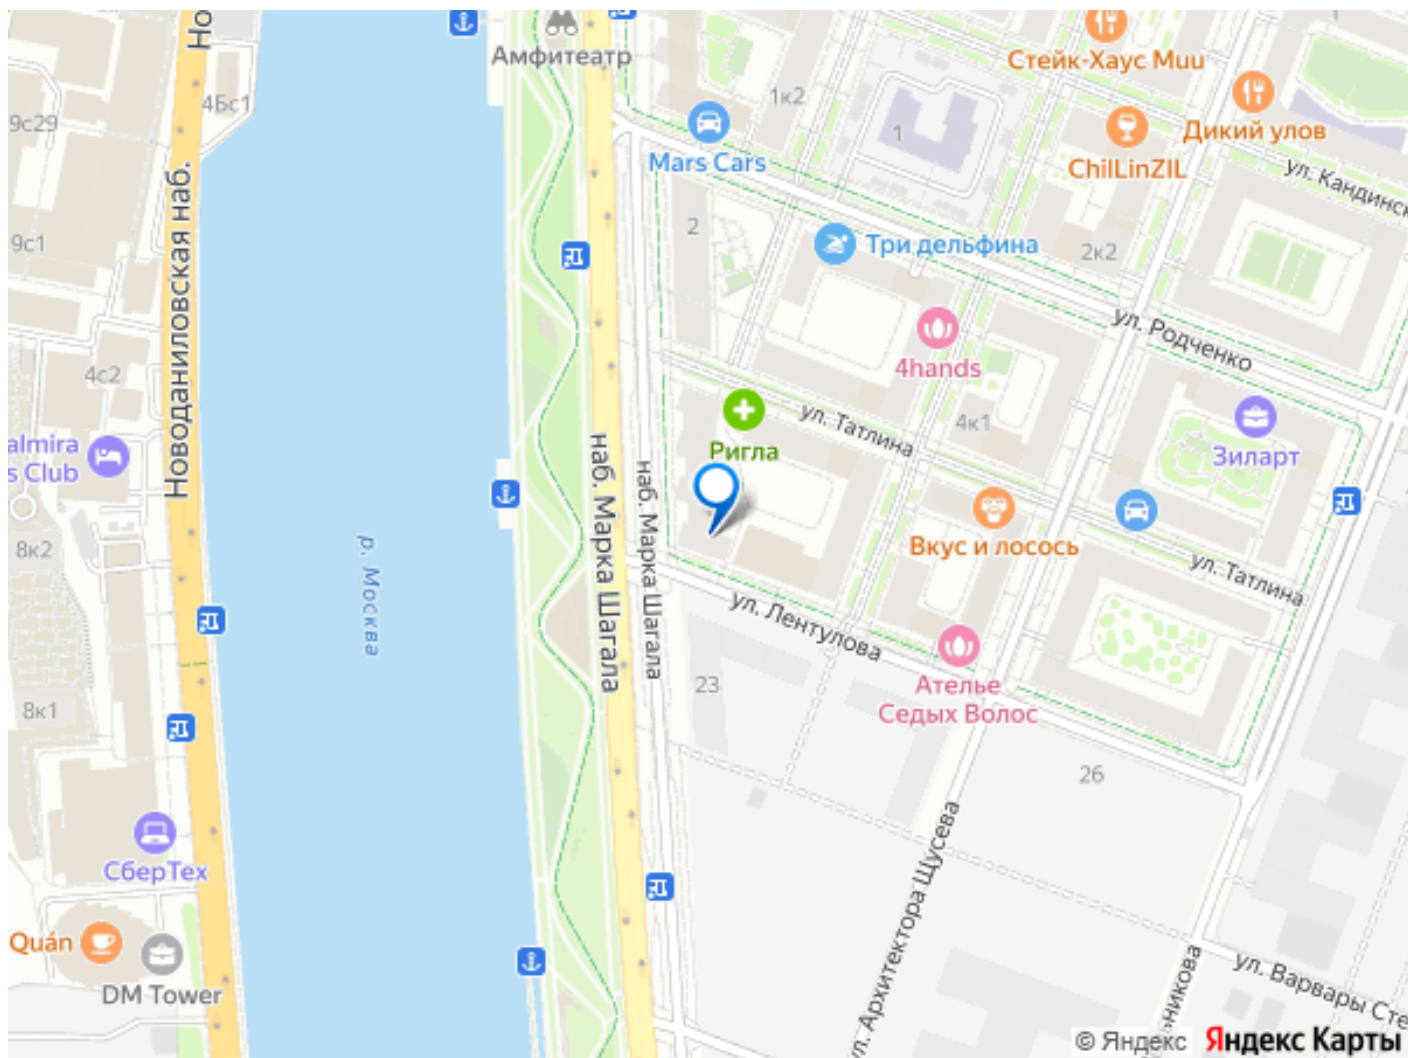 Но
Амфитеатр
Стейк-Хаус Muu
4Бс1
1к2
Дикий улов
9с29
1
1
Mars Cars
ChilLinZIL
ул. Кандинск
Новоданиловская наб.
2
9с1
Три дельфина
2к2
ул. Родченко
4с2
4hands
ул. Татлина
4к1
almira
s Club
Ригла
Зиларт
наб. Марка Шагала
наб. Марка Шагала
8к2
р. Москва
Вкус и лосось
ул. Татлина
ул. Лентулова
23
Ателье
Седых Волос
8к1
26
СберТех
ул. Архитектора Щусева
Quán
DM Tower
никова
ул. Варвары Сте
© Яндекс Яндекс Карты